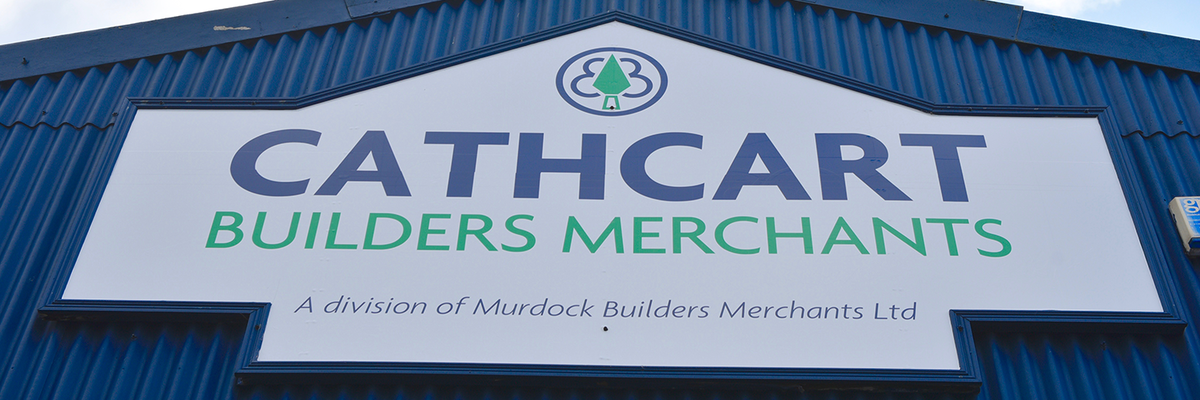 CATHCART
BUILDERS MERCHANTS
A division of Murdock Builders Merchants Ltd